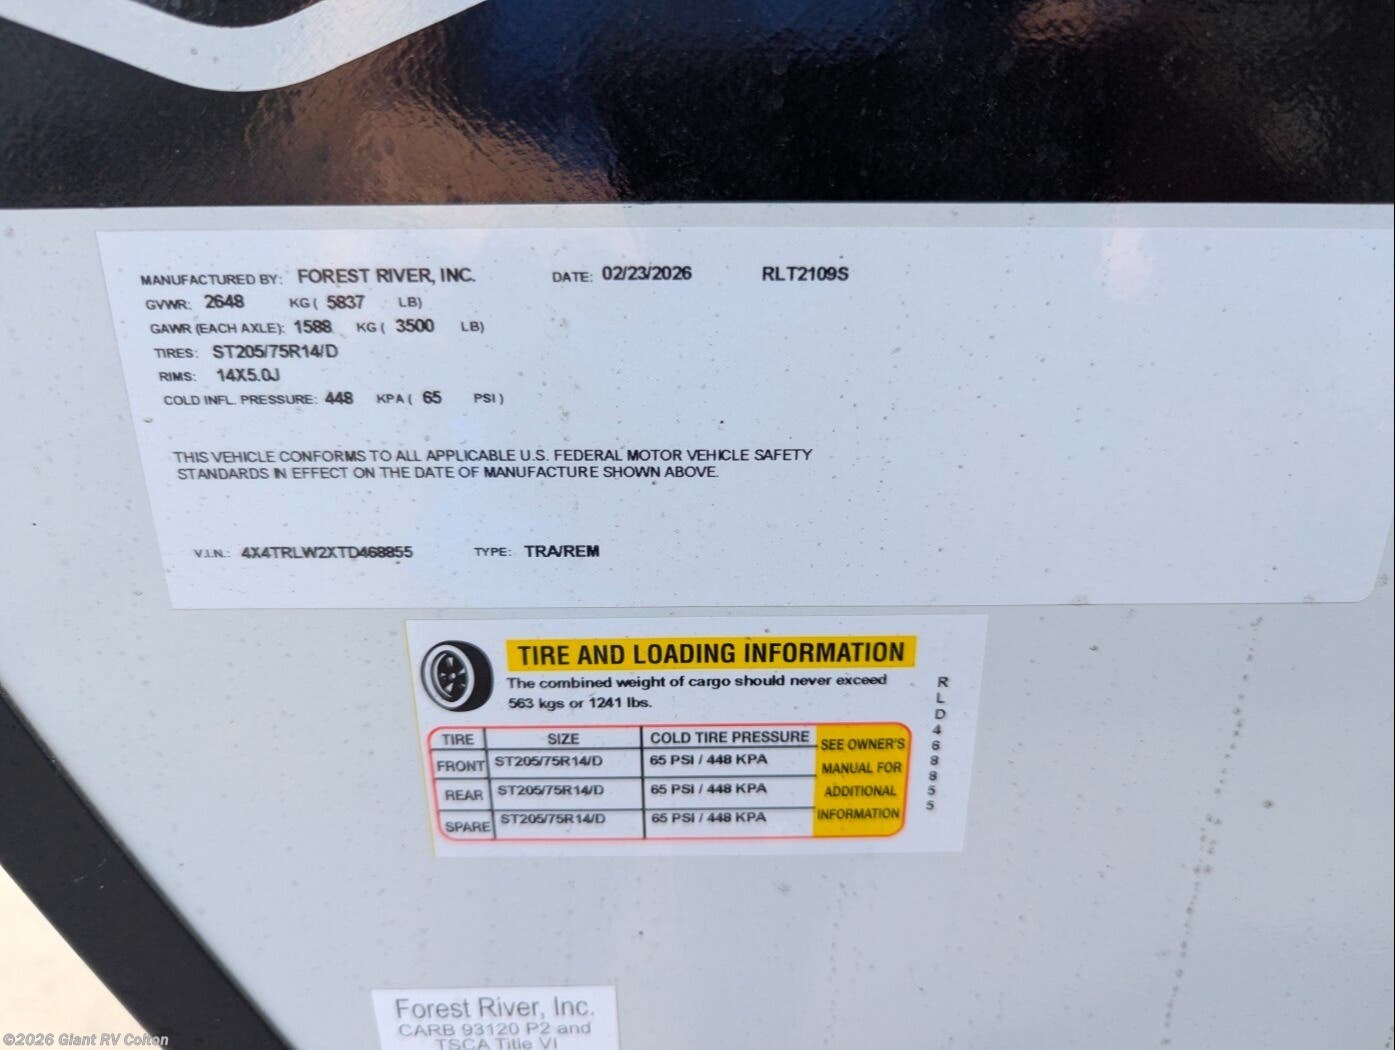 MANUFACTURED BY: FOREST RIVER, INC. DATE: 02/23/2026 RLT2109S
GVWR: 2648 KG ( 5837 LB)
GAWR (EACH AXLE): 1588 KG ( 3500 LB)
TIRES: ST205/75R14/D
RIMS: 14X5.0J
COLD INFL. PRESSURE: 448 KPA ( 65 PSI )
THIS VEHICLE CONFORMS TO ALL APPLICABLE U.S. FEDERAL MOTOR VEHICLE SAFETY
STANDARDS IN EFFECT ON THE DATE OF MANUFACTURE SHOWN ABOVE.
V.I.N.: 4X4TRLW2XTD468855 TYPE: TRA/REM
TIRE AND LOADING INFORMATION
The combined weight of cargo should never exceed
563 kgs or 1241 lbs.
TIRE SIZE COLD TIRE PRESSURE
FRONT ST205/75R14/D 65 PSI / 448 KPA
REAR ST205/75R14/D 65 PSI / 448 KPA
SPARE ST205/75R14/D 65 PSI / 448 KPA
SEE OWNER'S
MANUAL FOR
ADDITIONAL
INFORMATION
RLD468855
Forest River, Inc.
CARB 93120 P2 and
TSCA Title VI
©2026 Giant RV Colton